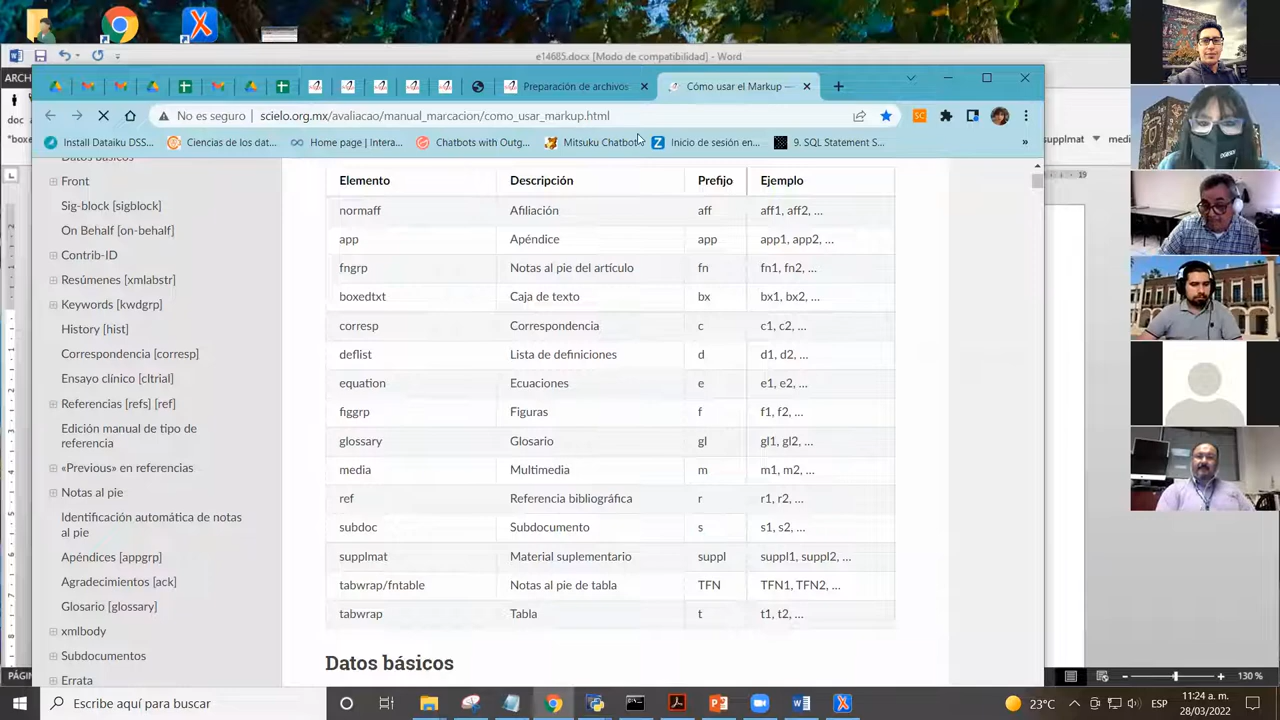 e14685.docx [Modo de compatibilidad] - Word
ARCH
Preparación de archivos
Cómo usar el Markup —
No es seguro
scielo.org.mx/avaliacao/manual_marcacion/como_usar_markup.html
SC
Install Dataiku DSS...
Ciencias de los dat...
Home page | Intera...
Chatbots with Outg...
Mitsuku Chatbot
Inicio de sesión en...
9. SQL Statement S...
»
*boxe
Datos básicos
Front
Sig-block [sigblock]
On Behalf [on-behalf]
Contrib-ID
Resúmenes [xmlabstr]
Keywords [kwdgrp]
History [hist]
Correspondencia [corresp]
Ensayo clínico [cltrial]
Referencias [refs] [ref]
Edición manual de tipo de
referencia
«Previous» en referencias
Notas al pie
Identificación automática de notas
al pie
Apéndices [appgrp]
Agradecimientos [ack]
Glosario [glossary]
xmlbody
Subdocumentos
Errata
Elemento Descripción Prefijo Ejemplo
normaff Afiliación aff aff1, aff2, ...
app Apéndice app app1, app2, ...
fngrp Notas al pie del artículo fn fn1, fn2, ...
boxedtxt Caja de texto bx bx1, bx2, ...
corresp Correspondencia c c1, c2, ...
deflist Lista de definiciones d d1, d2, ...
equation Ecuaciones e e1, e2, ...
figgrp Figuras f f1, f2, ...
glossary Glosario gl gl1, gl2, ...
media Multimedia m m1, m2, ...
ref Referencia bibliográfica r r1, r2, ...
subdoc Subdocumento s s1, s2, ...
supplmat Material suplementario suppl suppl1, suppl2, ...
tabwrap/fntable Notas al pie de tabla TFN TFN1, TFN2, ...
tabwrap Tabla t t1, t2, ...
Datos básicos
supmat
medi
19
PÁGIN
130 %
Escribe aquí para buscar
23°C
ESP
11:24 a. m.
28/03/2022